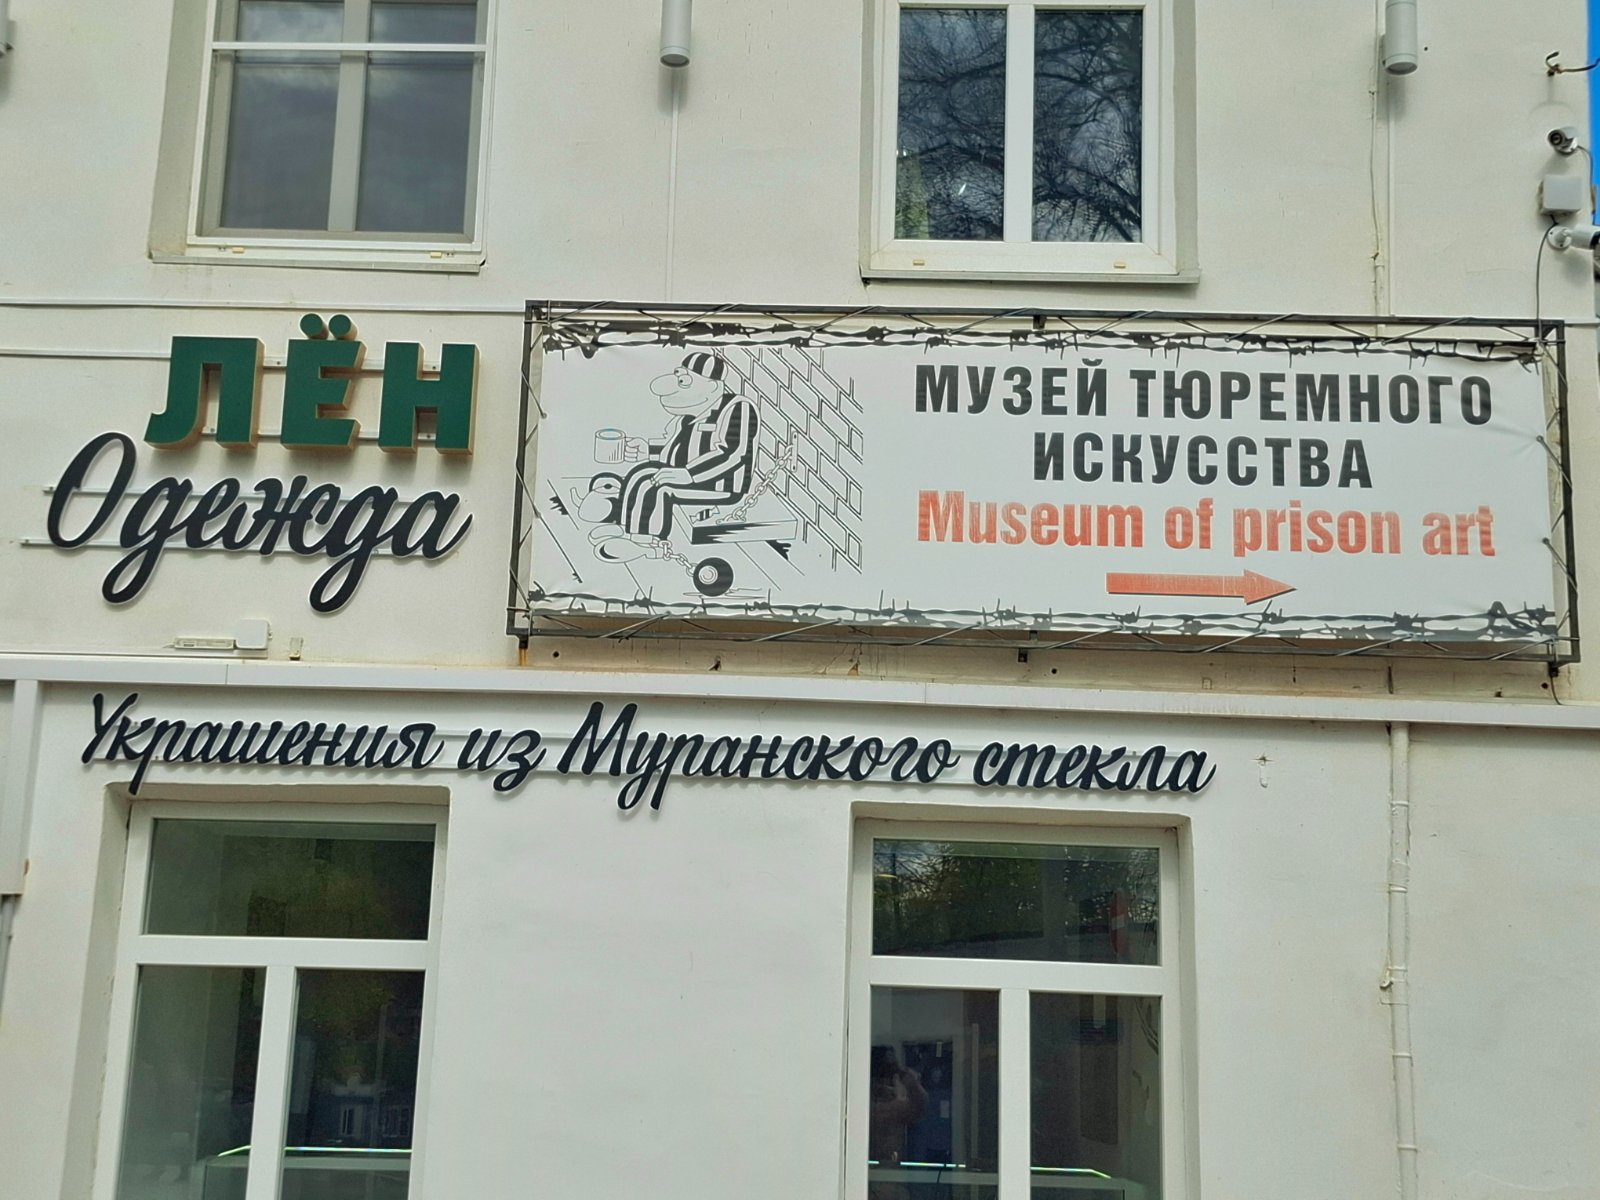 ЛЁН
Одежда
МУЗЕЙ ТЮРЕМНОГО
ИСКУССТВА
Museum of prison art
Украшения из Муранского стекла